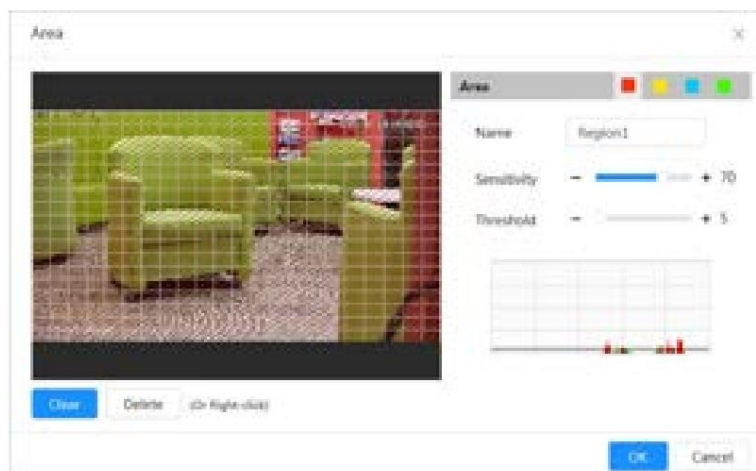 Area
Area
Name
Region1
Sensitivity
- + 70
Threshold
- + 5
Clear
Delete
(Or Right-click)
OK
Cancel